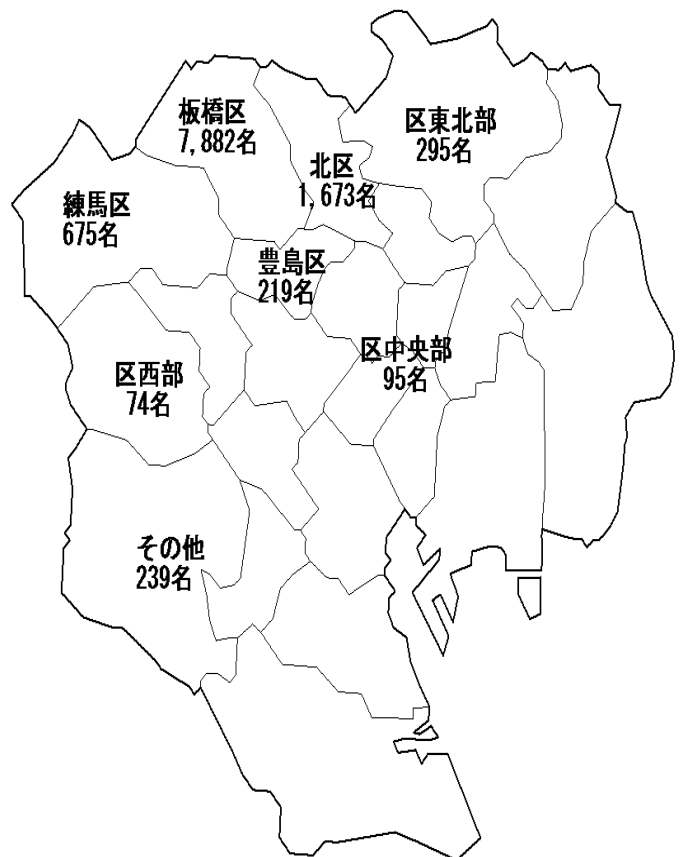 板橋区
7,882名
区東北部
295名
北区
1,673名
練馬区
675名
豊島区
219名
区中央部
95名
区西部
74名
その他
239名